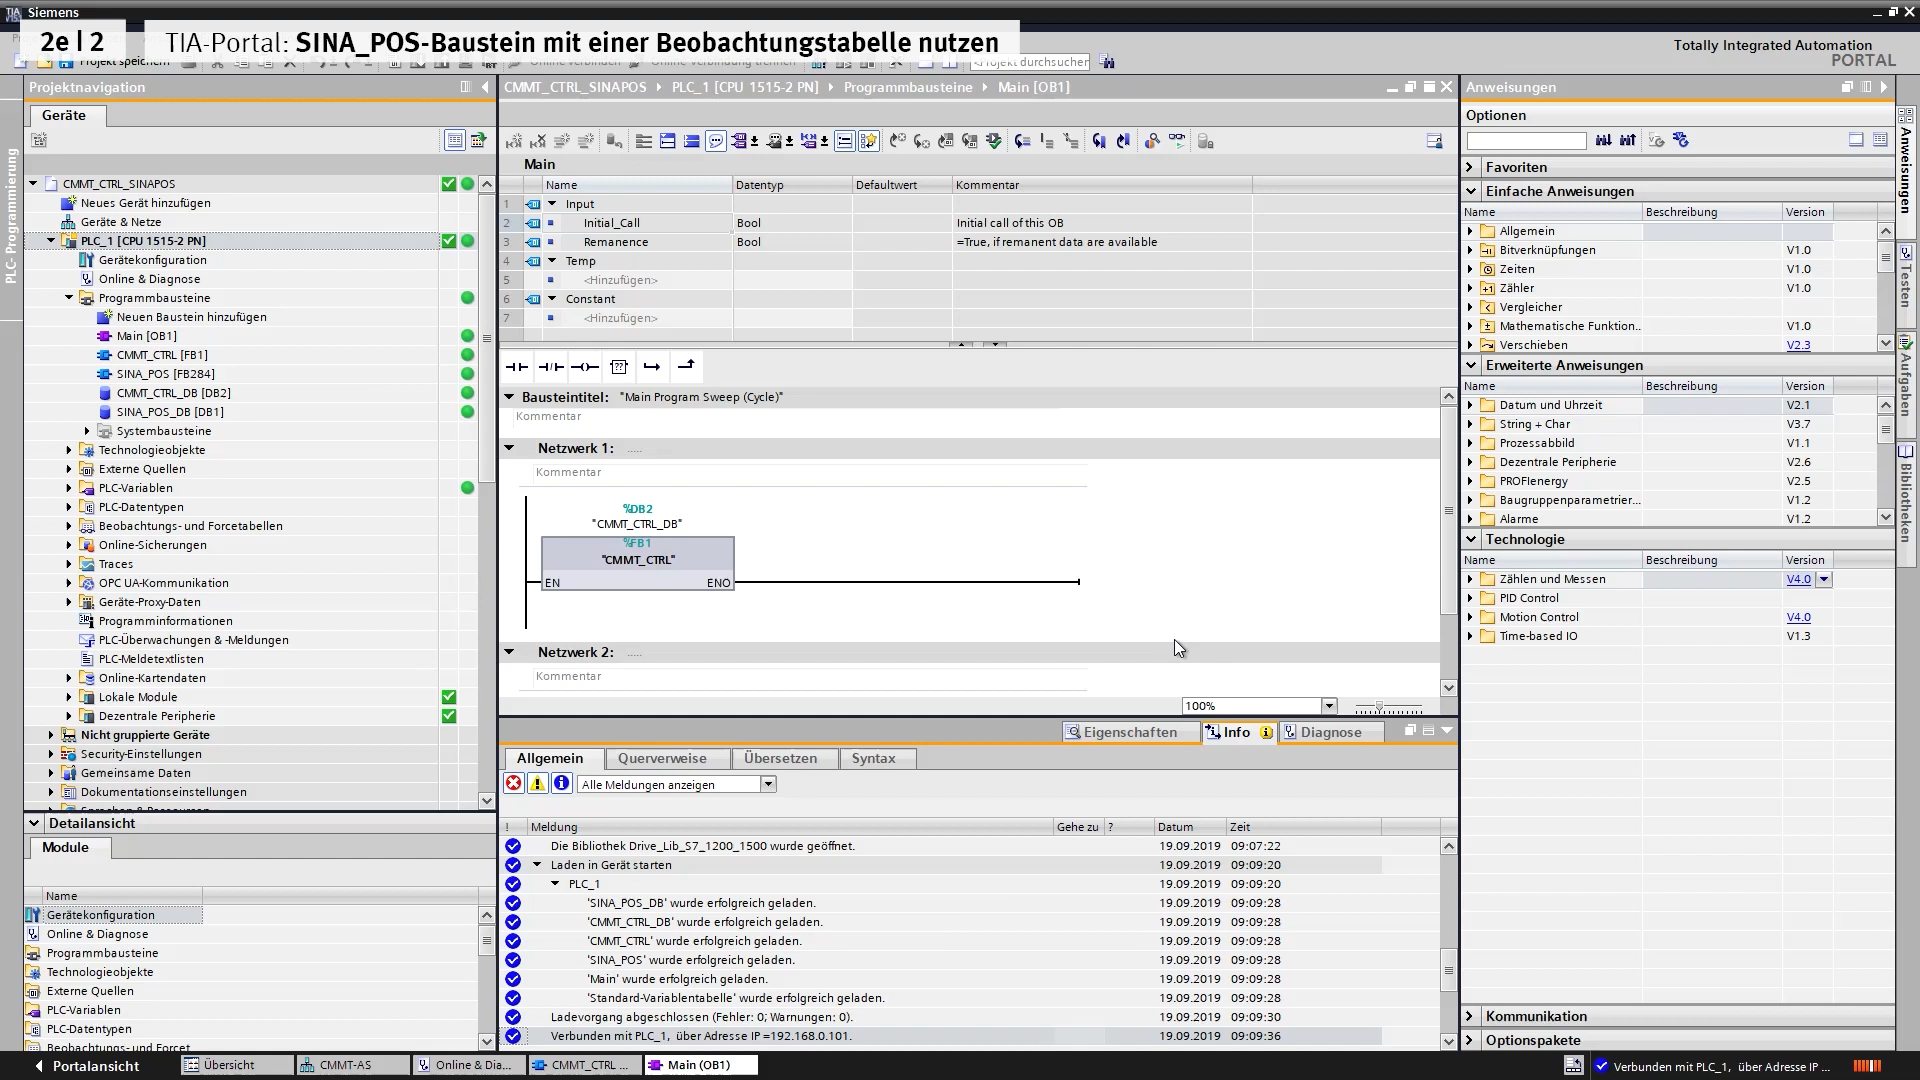 Siemens
2e | 2
TIA-Portal: SINA_POS-Baustein mit einer Beobachtungstabelle nutzen
Totally Integrated Automation
PORTAL
Projekt durchsuchen
Projektnavigation
Geräte
PLC-Programmierung
CMMT_CTRL_SINAPOS
Neues Gerät hinzufügen
Geräte & Netze
PLC_1 [CPU 1515-2 PN]
Gerätekonfiguration
Online & Diagnose
Programmbausteine
Neuen Baustein hinzufügen
Main [OB1]
CMMT_CTRL [FB1]
SINA_POS [FB284]
CMMT_CTRL_DB [DB2]
SINA_POS_DB [DB1]
Systembausteine
Technologieobjekte
Externe Quellen
PLC-Variablen
PLC-Datentypen
Beobachtungs- und Forcetabellen
Online-Sicherungen
Traces
OPC UA-Kommunikation
Geräte-Proxy-Daten
Programminformationen
PLC-Überwachungen & -Meldungen
PLC-Meldetextlisten
Online-Kartendaten
Lokale Module
Dezentrale Peripherie
Nicht gruppierte Geräte
Security-Einstellungen
Gemeinsame Daten
Dokumentationseinstellungen
Detailansicht
Module
Name
Gerätekonfiguration
Online & Diagnose
Programmbausteine
Technologieobjekte
Externe Quellen
PLC-Variablen
PLC-Datentypen
Beobachtungs- und Forcet
CMMT_CTRL_SINAPOS PLC_1 [CPU 1515-2 PN] Programmbausteine Main [OB1]
Main
Name Datentyp Defaultwert Kommentar
1 Input
2 Initial_Call Bool Initial call of this OB
3 Remanence Bool =True, if remanent data are available
4 Temp
5 <Hinzufügen>
6 Constant
7 <Hinzufügen>
Bausteintitel: "Main Program Sweep (Cycle)"
Kommentar
Netzwerk 1: .....
Kommentar
%DB2
"CMMT_CTRL_DB"
%FB1
"CMMT_CTRL"
EN ENO
Netzwerk 2: .....
Kommentar
100%
Eigenschaften Info Diagnose
Allgemein Querverweise Übersetzen Syntax
Alle Meldungen anzeigen
! Meldung Gehe zu ? Datum Zeit
Die Bibliothek Drive_Lib_S7_1200_1500 wurde geöffnet. 19.09.2019 09:07:22
Laden in Gerät starten 19.09.2019 09:09:20
PLC_1 19.09.2019 09:09:20
'SINA_POS_DB' wurde erfolgreich geladen. 19.09.2019 09:09:28
'CMMT_CTRL_DB' wurde erfolgreich geladen. 19.09.2019 09:09:28
'CMMT_CTRL' wurde erfolgreich geladen. 19.09.2019 09:09:28
'SINA_POS' wurde erfolgreich geladen. 19.09.2019 09:09:28
'Main' wurde erfolgreich geladen. 19.09.2019 09:09:28
'Standard-Variablentabelle' wurde erfolgreich geladen. 19.09.2019 09:09:28
Ladevorgang abgeschlossen (Fehler: 0; Warnungen: 0). 19.09.2019 09:09:30
Verbunden mit PLC_1, über Adresse IP =192.168.0.101. 19.09.2019 09:09:36
Anweisungen
Optionen
Favoriten
Einfache Anweisungen
Name Beschreibung Version
Allgemein
Bitverknüpfungen V1.0
Zeiten V1.0
Zähler V1.0
Vergleicher
Mathematische Funktion.. V1.0
Verschieben V2.3
Erweiterte Anweisungen
Name Beschreibung Version
Datum und Uhrzeit V2.1
String + Char V3.7
Prozessabbild V1.1
Dezentrale Peripherie V2.6
PROFIenergy V2.5
Baugruppenparametrier... V1.2
Alarme V1.2
Technologie
Name Beschreibung Version
Zählen und Messen V4.0
PID Control
Motion Control V4.0
Time-based IO V1.3
Kommunikation
Optionspakete
Anweisungen
Testen
Aufgaben
Bibliotheken
Portalansicht Übersicht CMMT-AS Online & Dia... CMMT_CTRL ... Main (OB1) Verbunden mit PLC_1, über Adresse IP ...